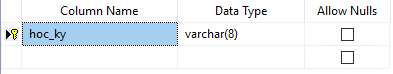 Column Name Data Type Allow Nulls
hoc_ky varchar(8)